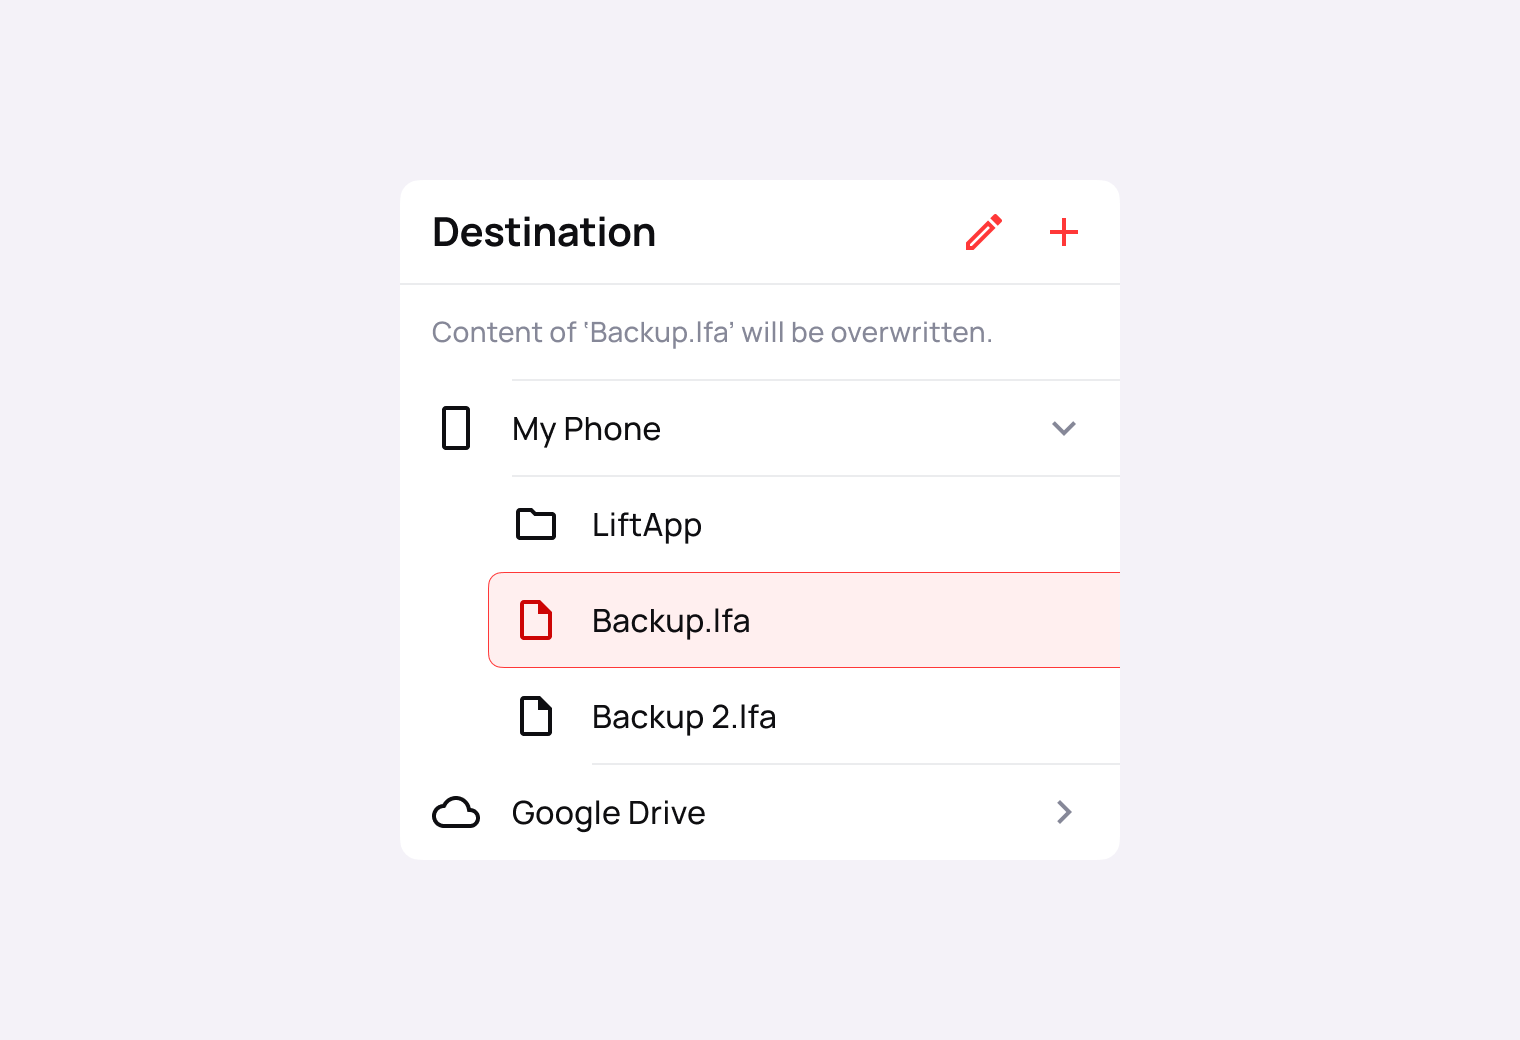 Destination
Content of ‘Backup.lfa’ will be overwritten.
My Phone
LiftApp
Backup.lfa
Backup 2.lfa
Google Drive